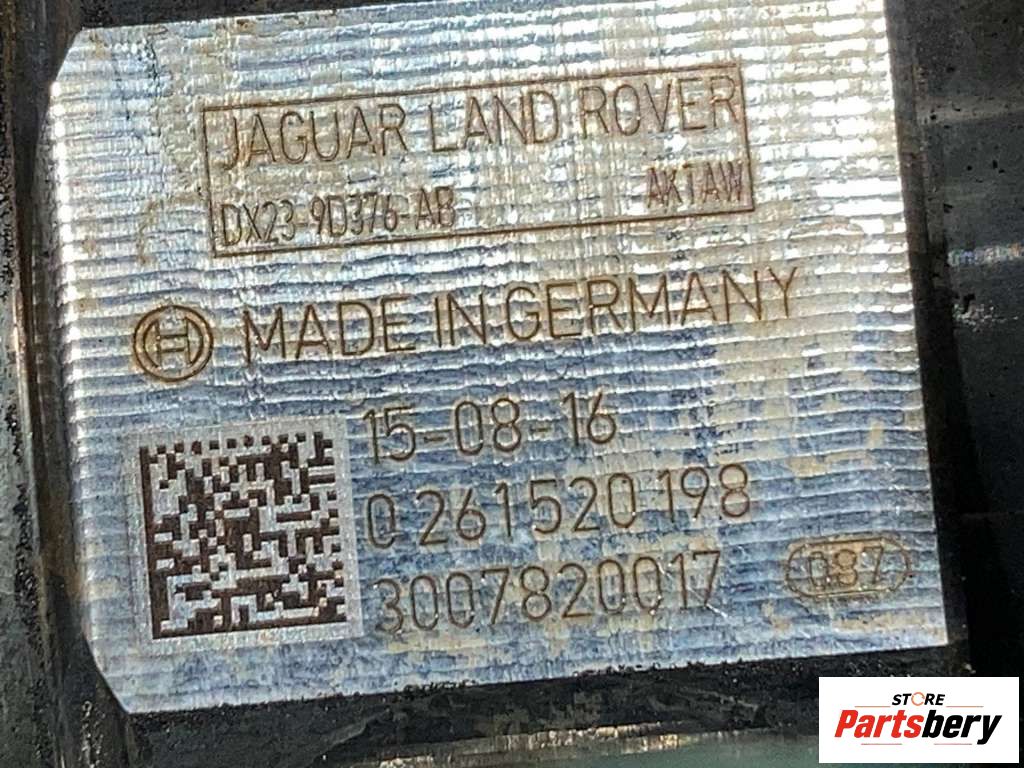 JAGUAR LAND ROVER
DX23-9D376-AB AKTAW
MADE IN GERMANY
15-08-16
0 261 520 198
3007820017
087
STORE
Partsbery